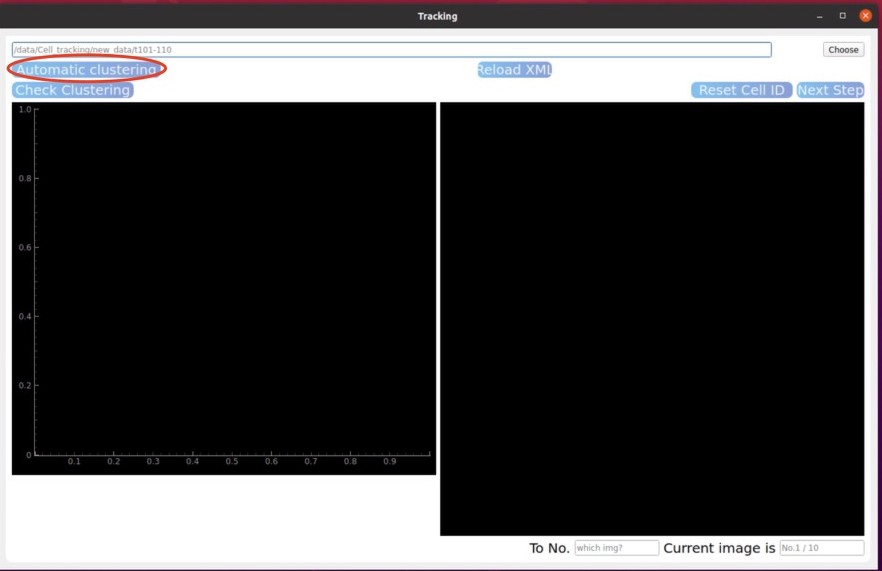 Tracking
/data/Cell_tracking/new_data/t101-110 Choose
Automatic clustering Reload XML
Check Clustering Reset Cell ID Next Step
1.0
0.8
0.6
0.4
0.2
0
0.1 0.2 0.3 0.4 0.5 0.6 0.7 0.8 0.9
To No. which img? Current image is No.1 / 10